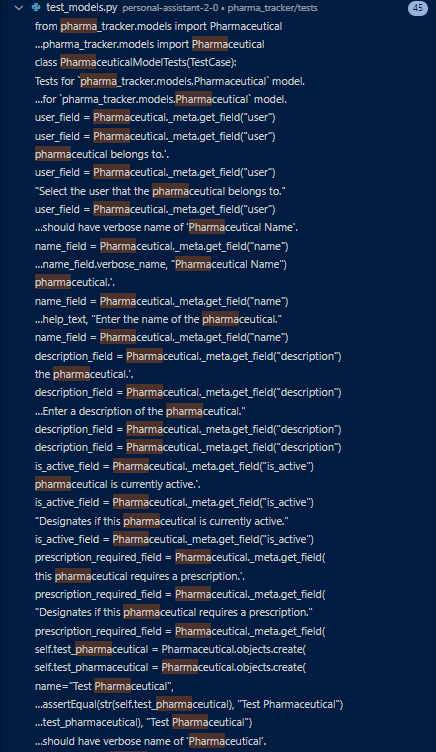 test_models.py personal-assistant-2-0 • pharma_tracker/tests 45
from pharma_tracker.models import Pharmaceutical
...pharma_tracker.models import Pharmaceutical
class PharmaceuticalModelTests(TestCase):
Tests for `pharma_tracker.models.Pharmaceutical` model.
...for `pharma_tracker.models.Pharmaceutical` model.
user_field = Pharmaceutical._meta.get_field("user")
user_field = Pharmaceutical._meta.get_field("user")
pharmaceutical belongs to.'.
user_field = Pharmaceutical._meta.get_field("user")
"Select the user that the pharmaceutical belongs to."
user_field = Pharmaceutical._meta.get_field("user")
...should have verbose name of 'Pharmaceutical Name'.
name_field = Pharmaceutical._meta.get_field("name")
...name_field.verbose_name, "Pharmaceutical Name")
pharmaceutical.'.
name_field = Pharmaceutical._meta.get_field("name")
...help_text, "Enter the name of the pharmaceutical."
name_field = Pharmaceutical._meta.get_field("name")
description_field = Pharmaceutical._meta.get_field("description")
the pharmaceutical.'.
description_field = Pharmaceutical._meta.get_field("description")
...Enter a description of the pharmaceutical."
description_field = Pharmaceutical._meta.get_field("description")
description_field = Pharmaceutical._meta.get_field("description")
is_active_field = Pharmaceutical._meta.get_field("is_active")
pharmaceutical is currently active.'.
is_active_field = Pharmaceutical._meta.get_field("is_active")
"Designates if this pharmaceutical is currently active."
is_active_field = Pharmaceutical._meta.get_field("is_active")
prescription_required_field = Pharmaceutical._meta.get_field(
this pharmaceutical requires a prescription.'.
prescription_required_field = Pharmaceutical._meta.get_field(
"Designates if this pharmaceutical requires a prescription."
prescription_required_field = Pharmaceutical._meta.get_field(
self.test_pharmaceutical = Pharmaceutical.objects.create(
self.test_pharmaceutical = Pharmaceutical.objects.create(
name="Test Pharmaceutical",
...assertEqual(str(self.test_pharmaceutical), "Test Pharmaceutical")
...test_pharmaceutical), "Test Pharmaceutical")
...should have verbose name of 'Pharmaceutical'.